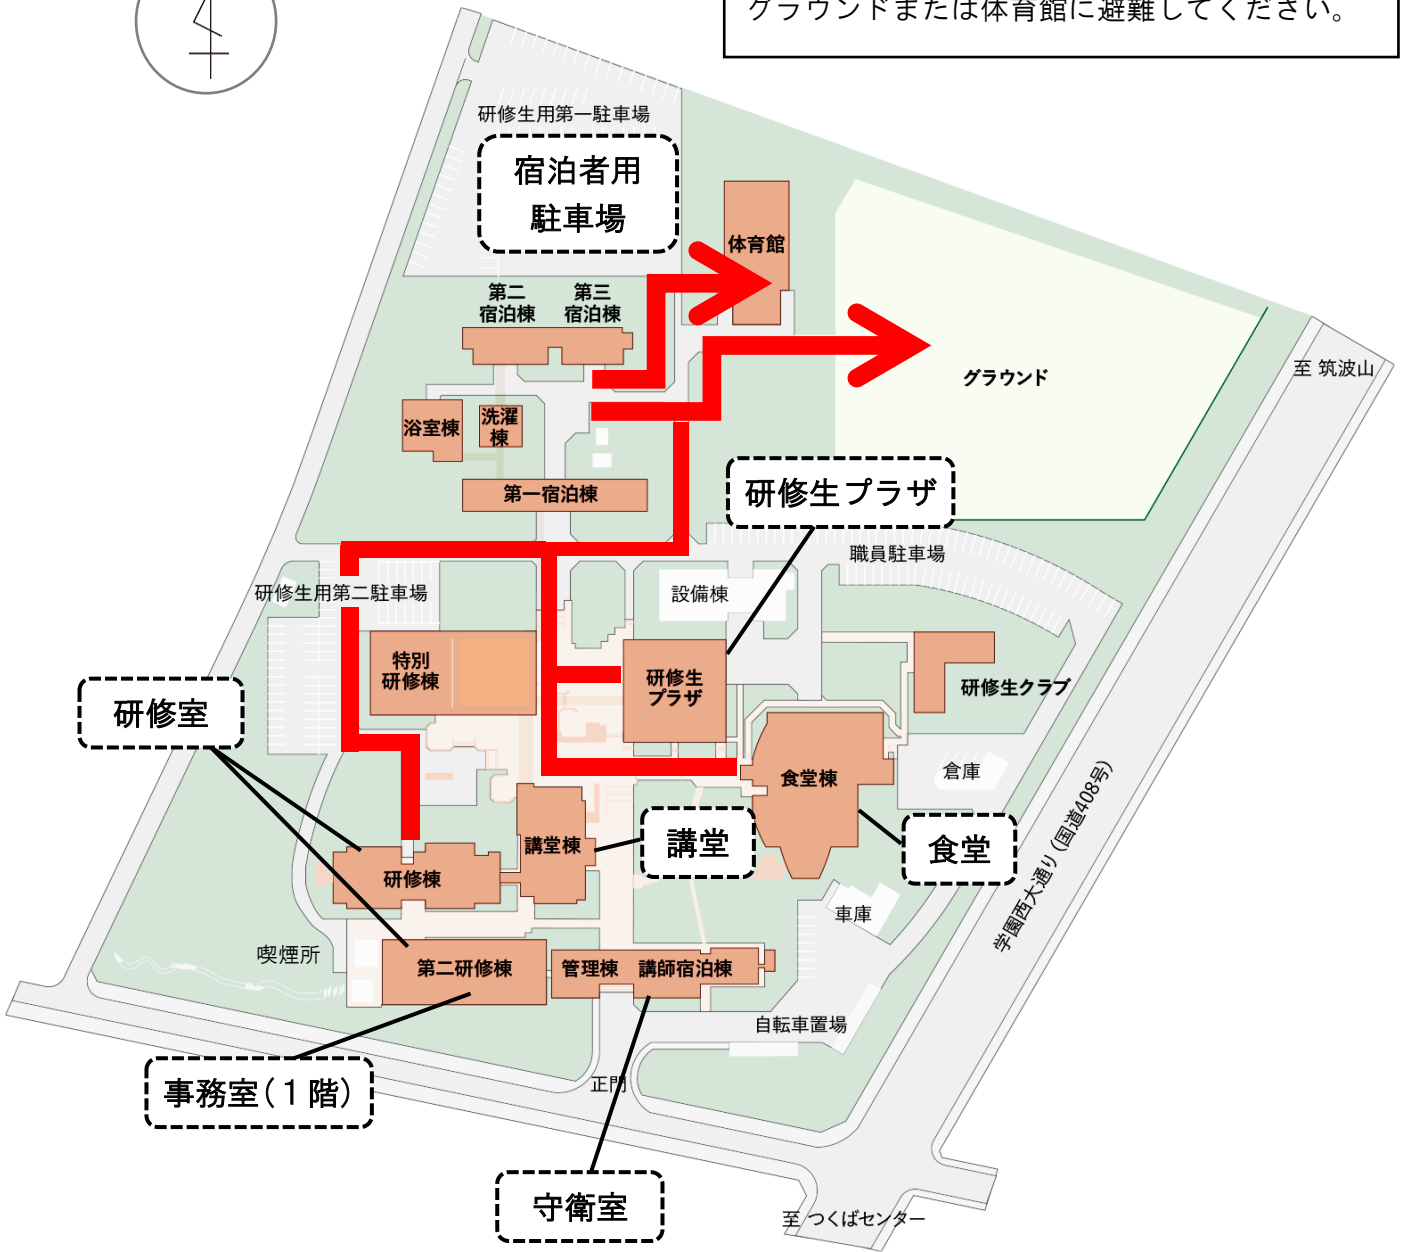 グラウンドまたは体育館に避難してください。
研修生用第一駐車場
宿泊者用
駐車場
体育館
第二
宿泊棟
第三
宿泊棟
グラウンド
至 筑波山
浴室棟
洗濯
棟
第一宿泊棟
研修生プラザ
職員駐車場
設備棟
研修生用第二駐車場
特別
研修棟
研修生
プラザ
研修生クラブ
研修室
食堂棟
倉庫
学園西大通り(国道408号)
講堂棟
講堂
食堂
研修棟
車庫
喫煙所
第二研修棟
管理棟
講師宿泊棟
自転車置場
事務室(1階)
正門
守衛室
至 つくばセンター